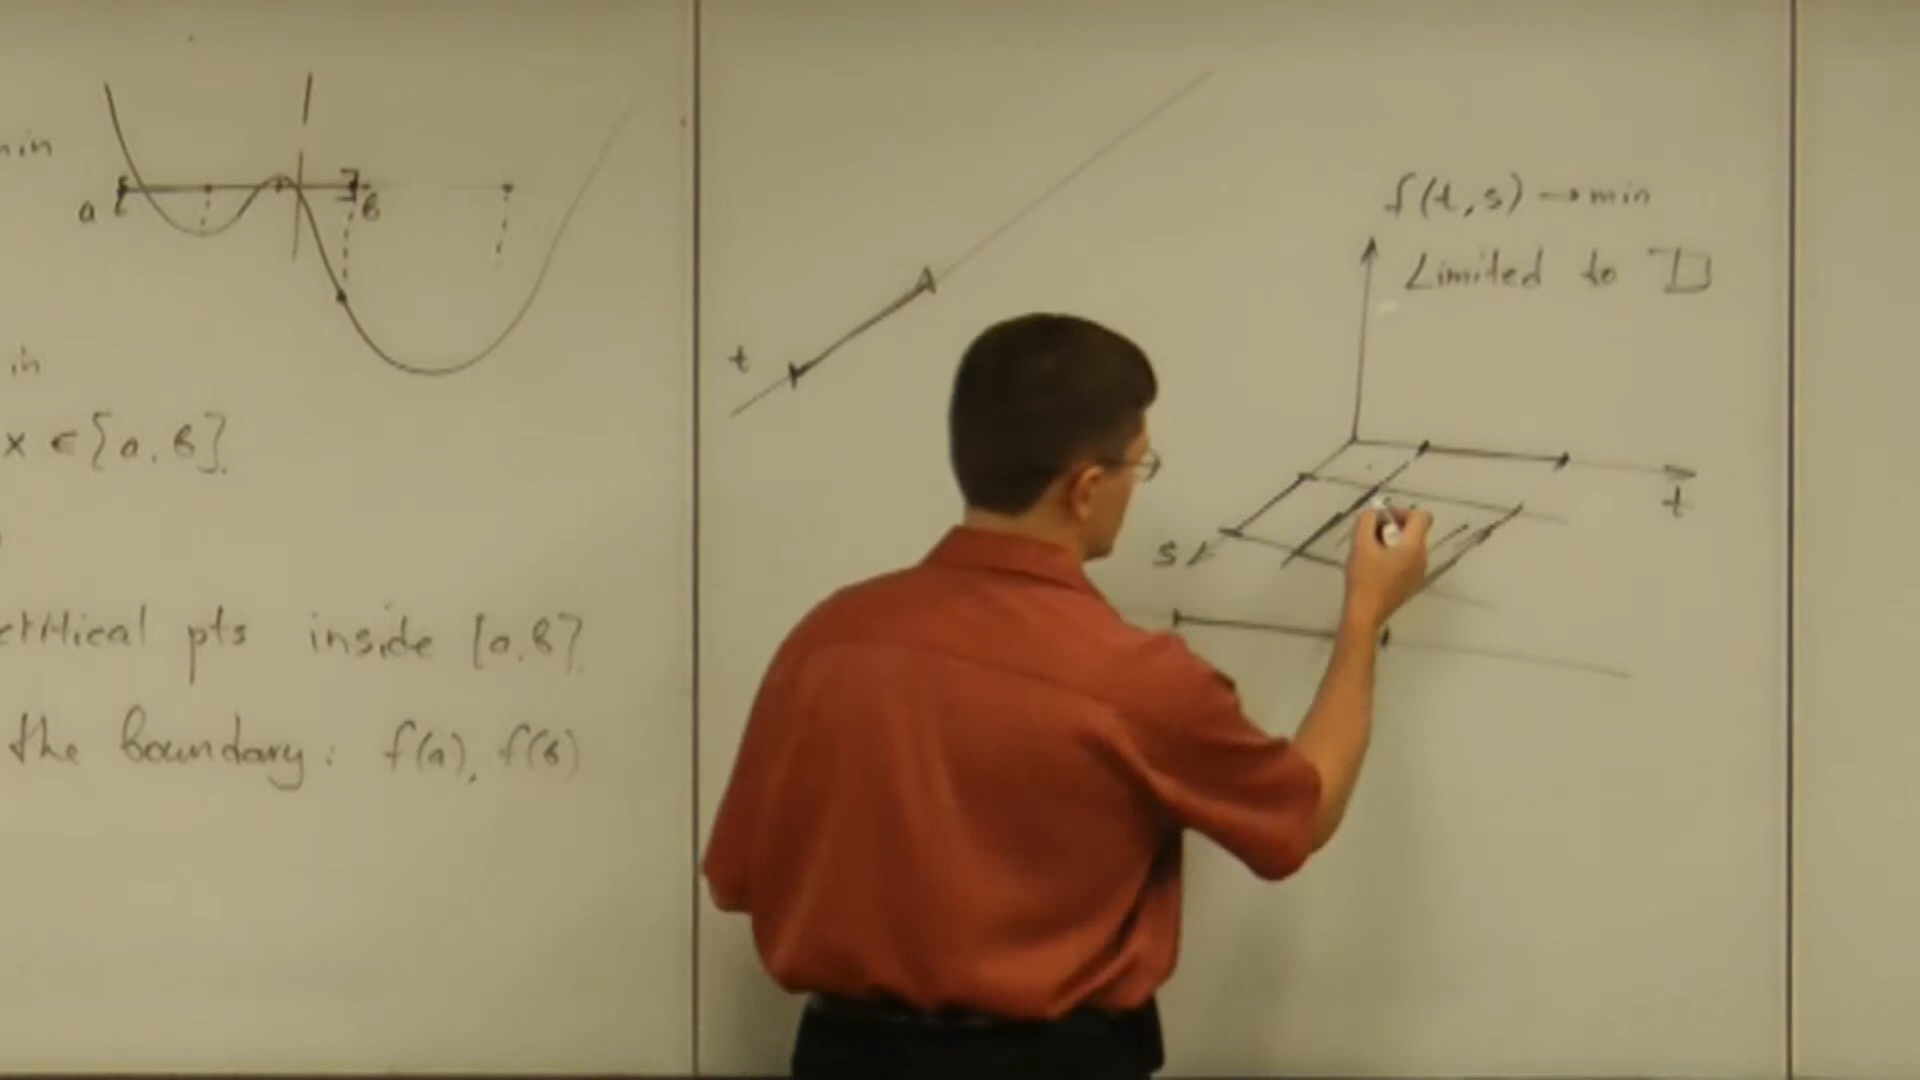 min
a
b
in
x ∈ [a, b].
critical pts inside [a, b]
the boundary: f(a), f(b)
t
f(t, s) → min
Limited to D
t
s